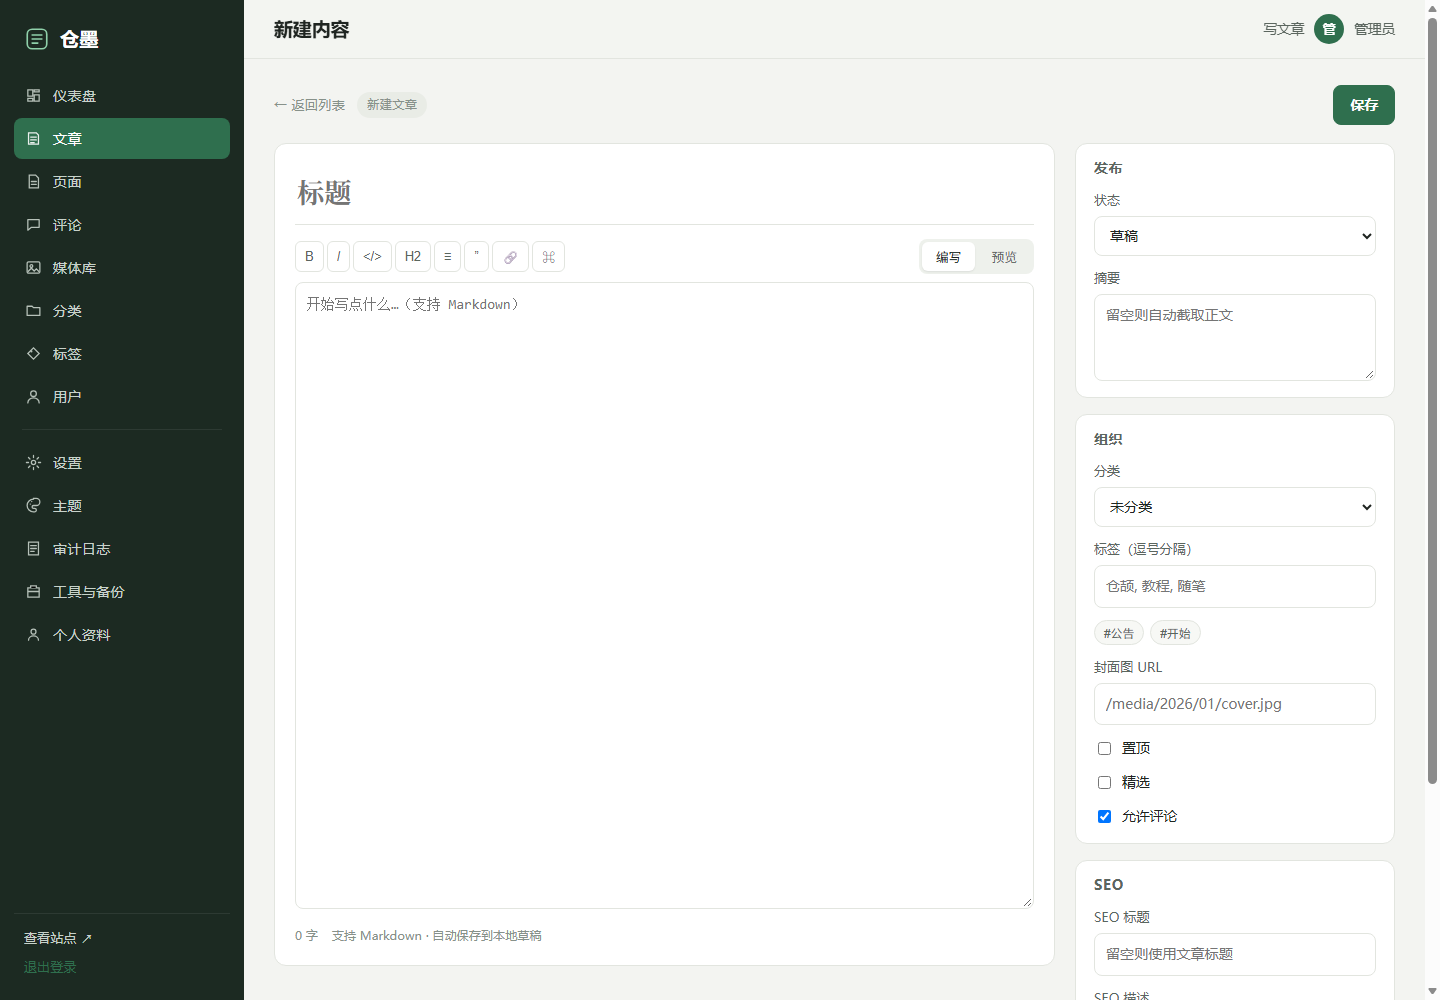 仓墨
仪表盘
文章
页面
评论
媒体库
分类
标签
用户
设置
主题
审计日志
工具与备份
个人资料
查看站点 ↗
退出登录
新建内容
写文章
管
管理员
← 返回列表
新建文章
保存
标题
B
I
</>
H2
☰
”
🔗
⌘
编写
预览
开始写点什么…（支持 Markdown）
0 字
支持 Markdown · 自动保存到本地草稿
发布
状态
草稿
摘要
留空则自动截取正文
组织
分类
未分类
标签（逗号分隔）
仓颉, 教程, 随笔
#公告
#开始
封面图 URL
/media/2026/01/cover.jpg
置顶
精选
允许评论
SEO
SEO 标题
留空则使用文章标题
SEO 描述